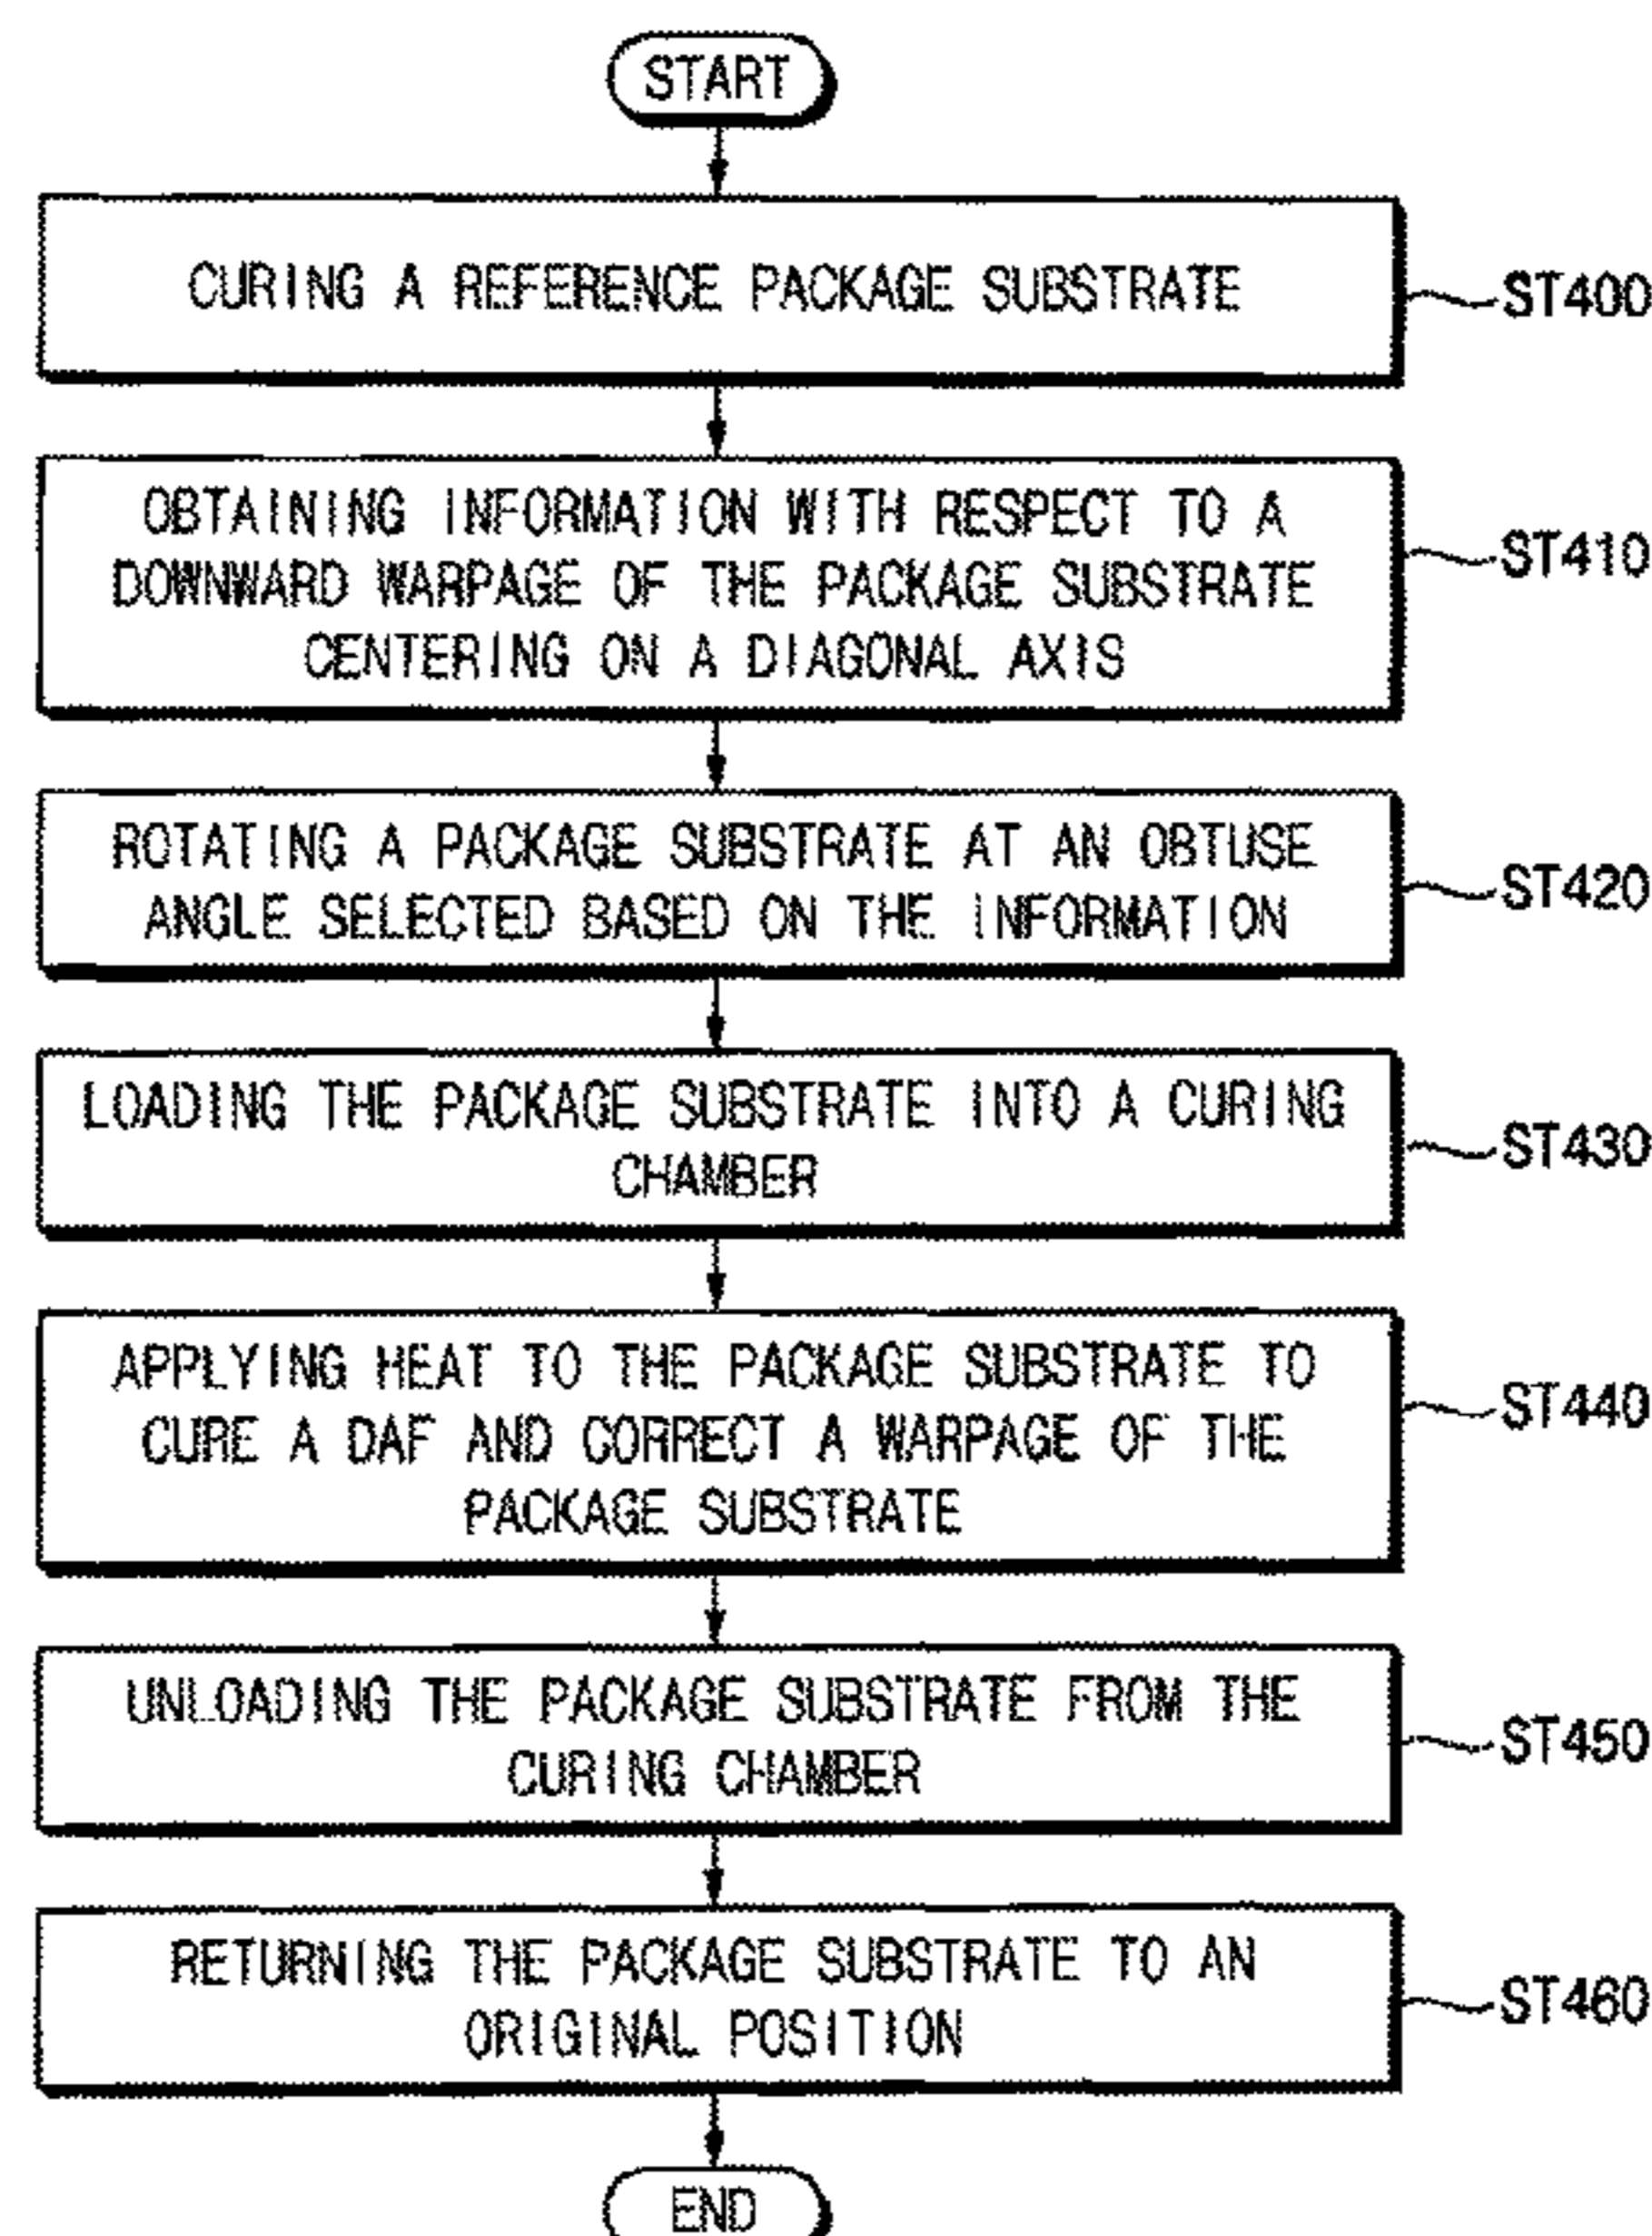 START
CURING A REFERENCE PACKAGE SUBSTRATE
ST400
OBTAINING INFORMATION WITH RESPECT TO A
DOWNWARD WARPAGE OF THE PACKAGE SUBSTRATE
CENTERING ON A DIAGONAL AXIS
ST410
ROTATING A PACKAGE SUBSTRATE AT AN OBTUSE
ANGLE SELECTED BASED ON THE INFORMATION
ST420
LOADING THE PACKAGE SUBSTRATE INTO A CURING
CHAMBER
ST430
APPLYING HEAT TO THE PACKAGE SUBSTRATE TO
CURE A DAF AND CORRECT A WARPAGE OF THE
PACKAGE SUBSTRATE
ST440
UNLOADING THE PACKAGE SUBSTRATE FROM THE
CURING CHAMBER
ST450
RETURNING THE PACKAGE SUBSTRATE TO AN
ORIGINAL POSITION
ST460
END